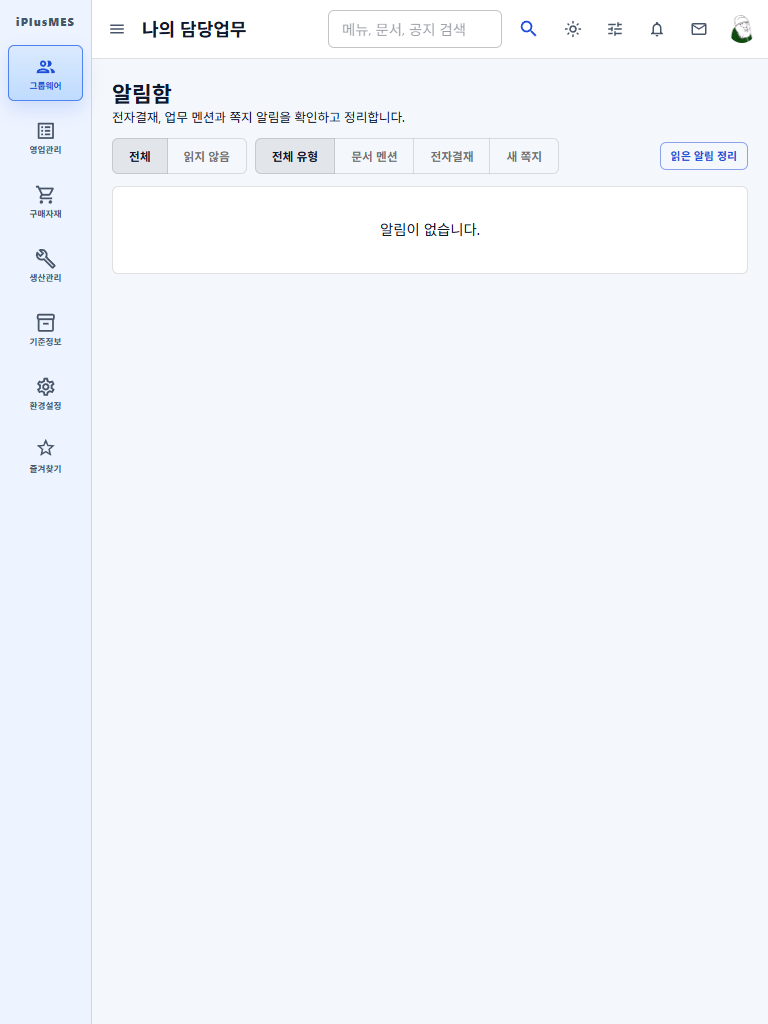 iPlusMES
나의 담당업무
메뉴, 문서, 공지 검색
그룹웨어
영업관리
구매자재
생산관리
기준정보
환경설정
즐겨찾기
알림함
전자결재, 업무 멘션과 쪽지 알림을 확인하고 정리합니다.
전체 읽지 않음 전체 유형 문서 멘션 전자결재 새 쪽지 읽은 알림 정리
알림이 없습니다.